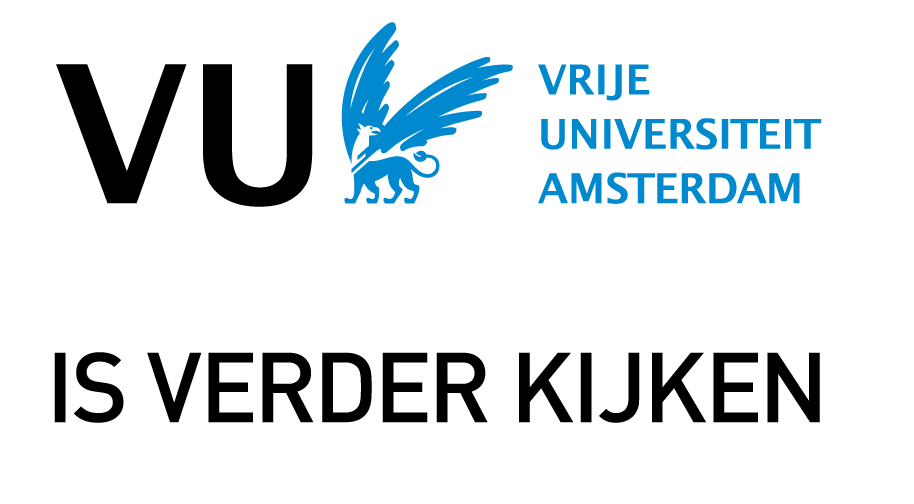 VU
VRIJE
UNIVERSITEIT
AMSTERDAM
IS VERDER KIJKEN